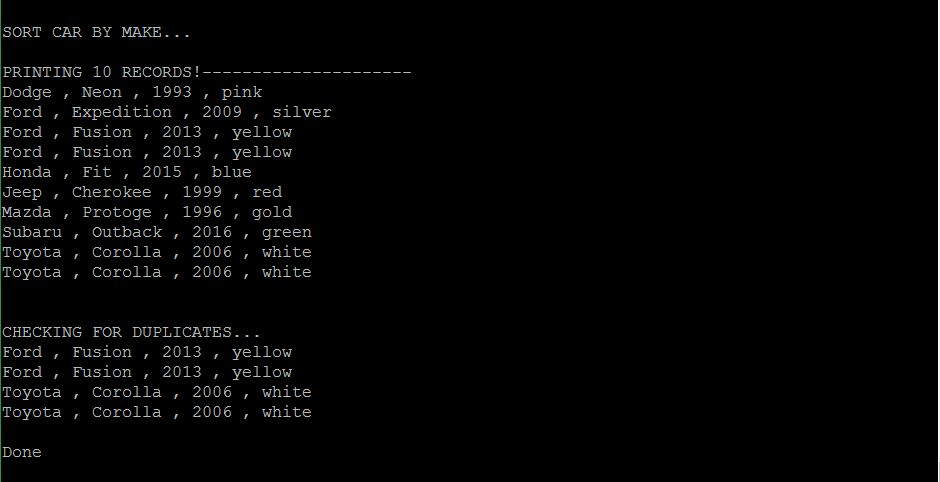 SORT CAR BY MAKE...
PRINTING 10 RECORDS!---------------------
Dodge , Neon , 1993 , pink
Ford , Expedition , 2009 , silver
Ford , Fusion , 2013 , yellow
Ford , Fusion , 2013 , yellow
Honda , Fit , 2015 , blue
Jeep , Cherokee , 1999 , red
Mazda , Protoge , 1996 , gold
Subaru , Outback , 2016 , green
Toyota , Corolla , 2006 , white
Toyota , Corolla , 2006 , white
CHECKING FOR DUPLICATES...
Ford , Fusion , 2013 , yellow
Ford , Fusion , 2013 , yellow
Toyota , Corolla , 2006 , white
Toyota , Corolla , 2006 , white
Done